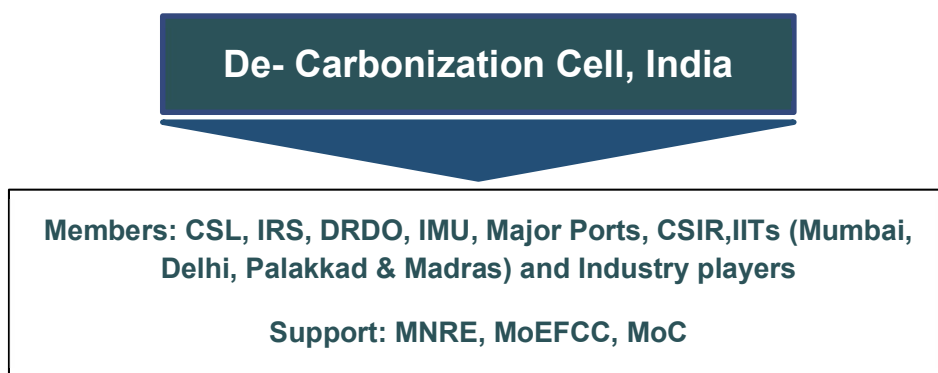 De- Carbonization Cell, India
Members: CSL, IRS, DRDO, IMU, Major Ports, CSIR,IITs (Mumbai,
Delhi, Palakkad & Madras) and Industry players
Support: MNRE, MoEFCC, MoC